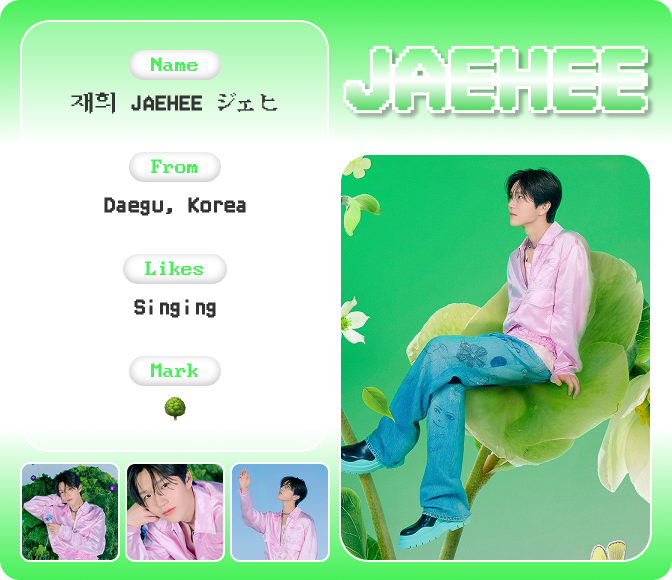 Name
재희 JAEHEE ジェヒ
JAEHEE
From
Daegu, Korea
Likes
Singing
Mark